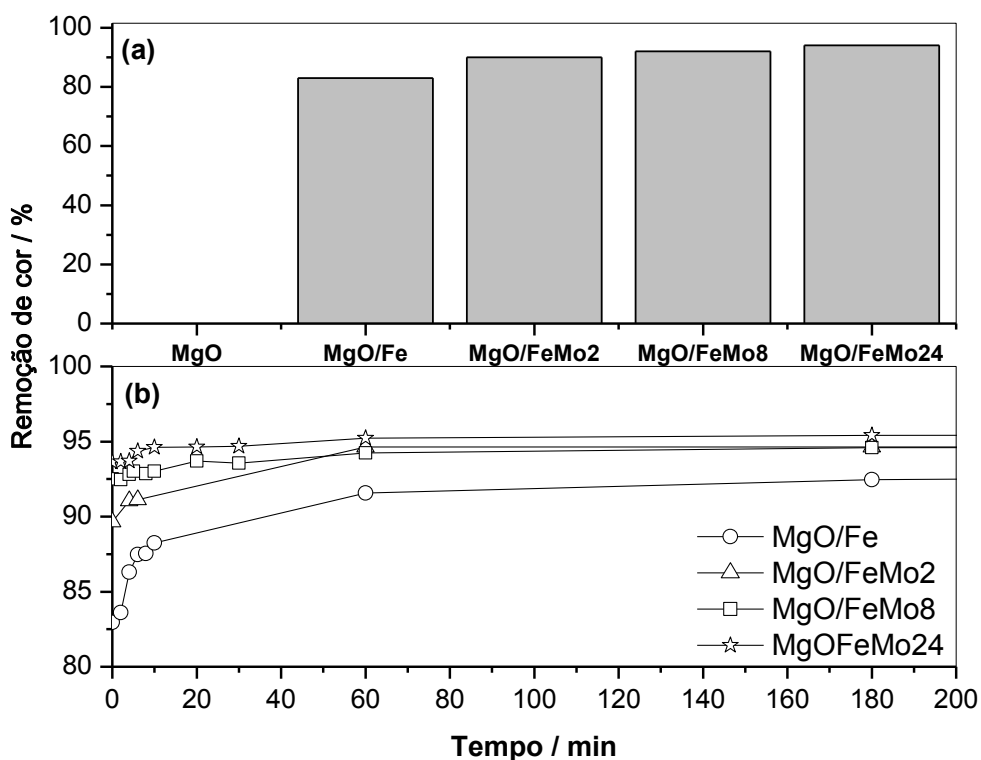 (a)
100
80
60
40
20
0
MgO MgO/Fe MgO/FeMo2 MgO/FeMo8 MgO/FeMo24
Remoção de cor / %
(b)
100
95
90
85
80
MgO/Fe
MgO/FeMo2
MgO/FeMo8
MgOFeMo24
0 20 40 60 80 100 120 140 160 180 200
Tempo / min